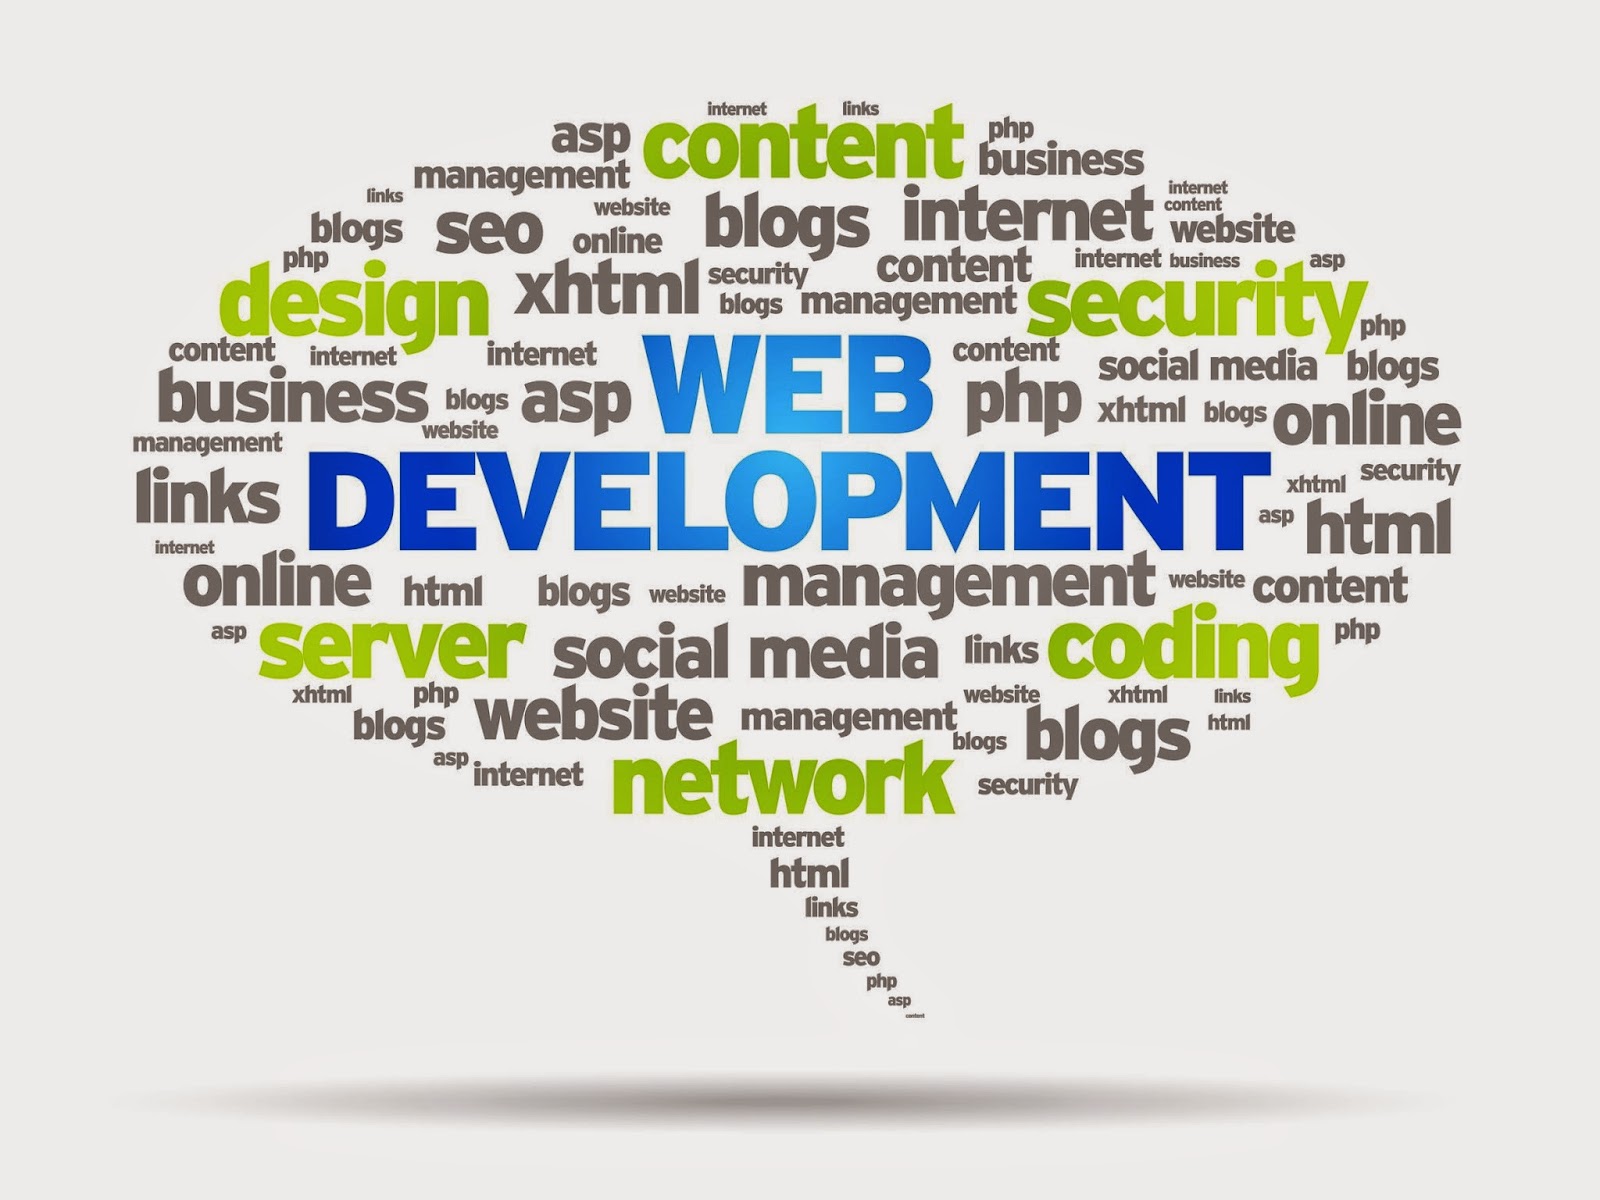 internet links
asp content php
management business
links website blogs internet internet
content
blogs seo online website
php xhtml security content internet business asp
design blogs management security php
content internet internet WEB content social media blogs
business blogs asp php xhtml blogs online
management website
links DEVELOPMENT xhtml security
asp html
internet
online html blogs website management website content
asp server social media links coding php
xhtml php website management website xhtml links
blogs blogs blogs html
asp internet network security
internet
html
links
blogs
seo
php
asp
content